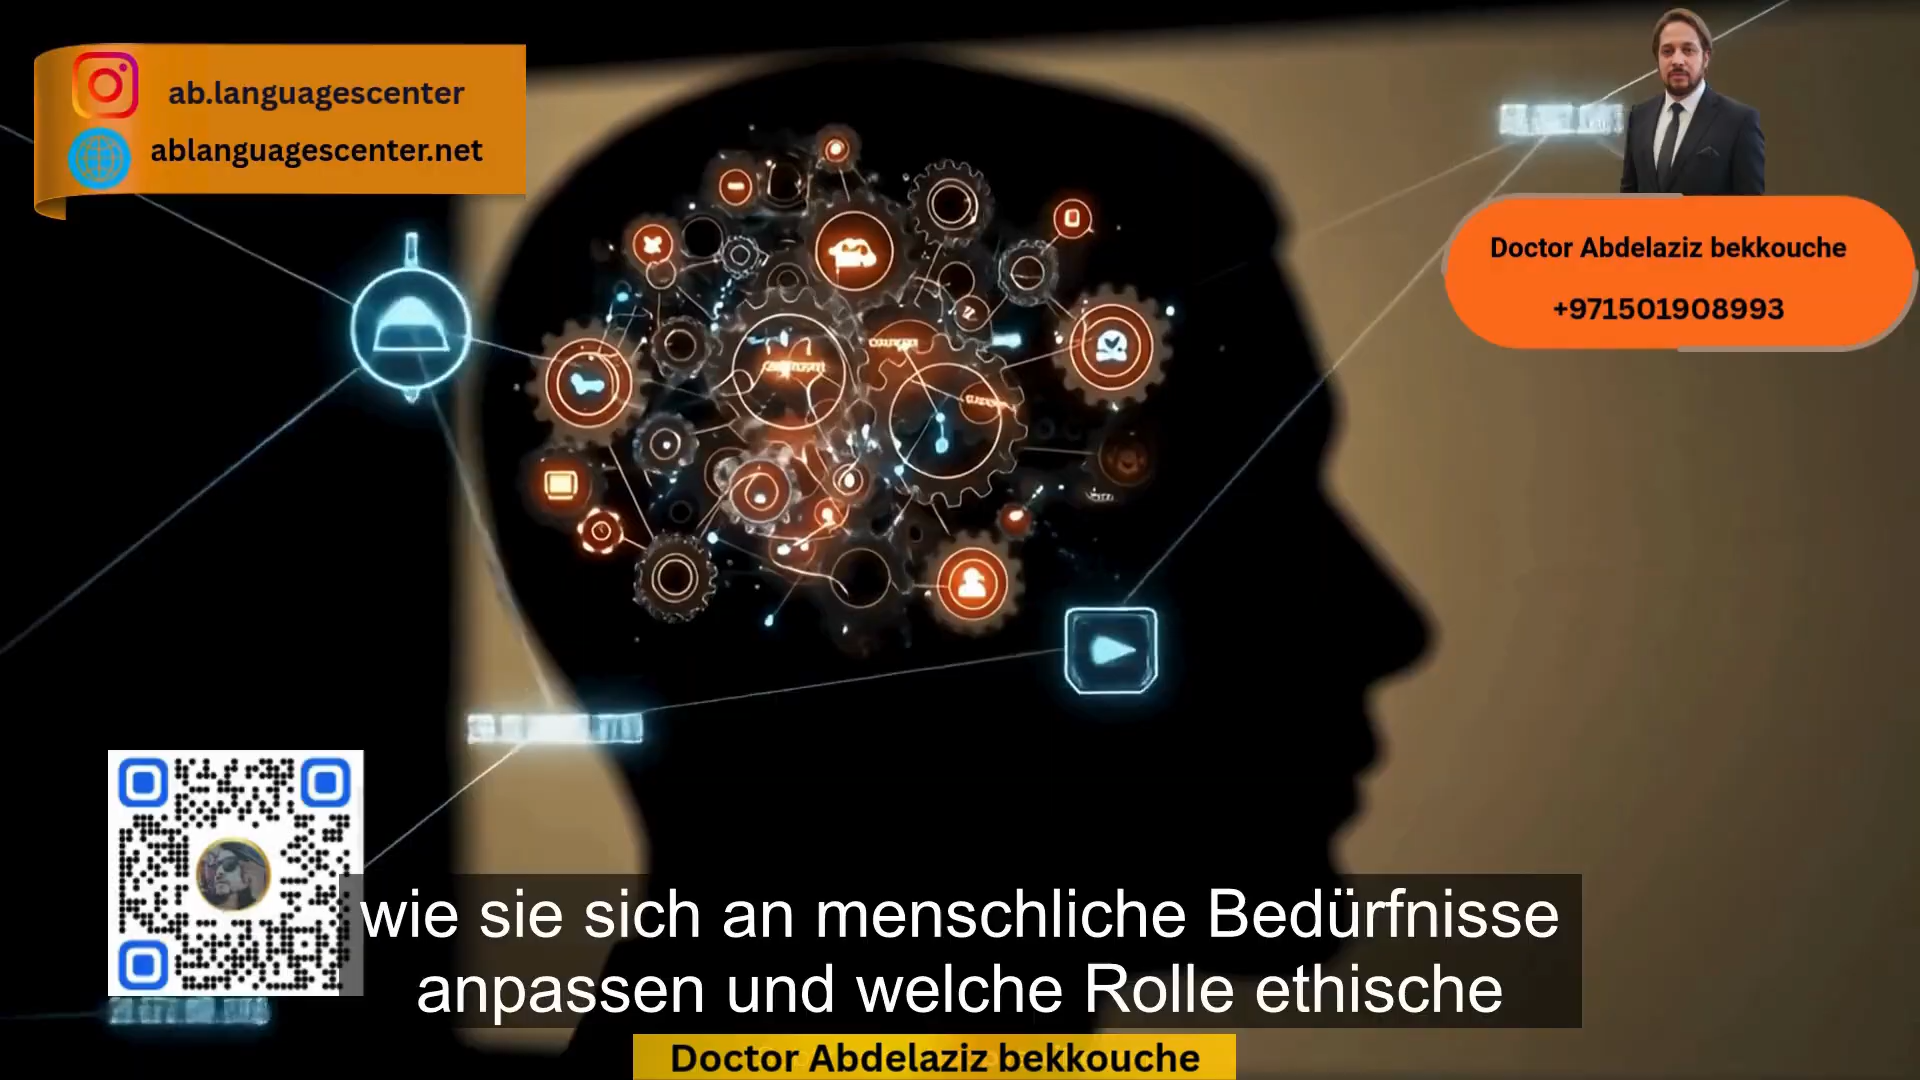 ab.languagescenter
ablanguagescenter.net
Doctor Abdelaziz bekkouche
+971501908993
wie sie sich an menschliche Bedürfnisse
anpassen und welche Rolle ethische
Doctor Abdelaziz bekkouche